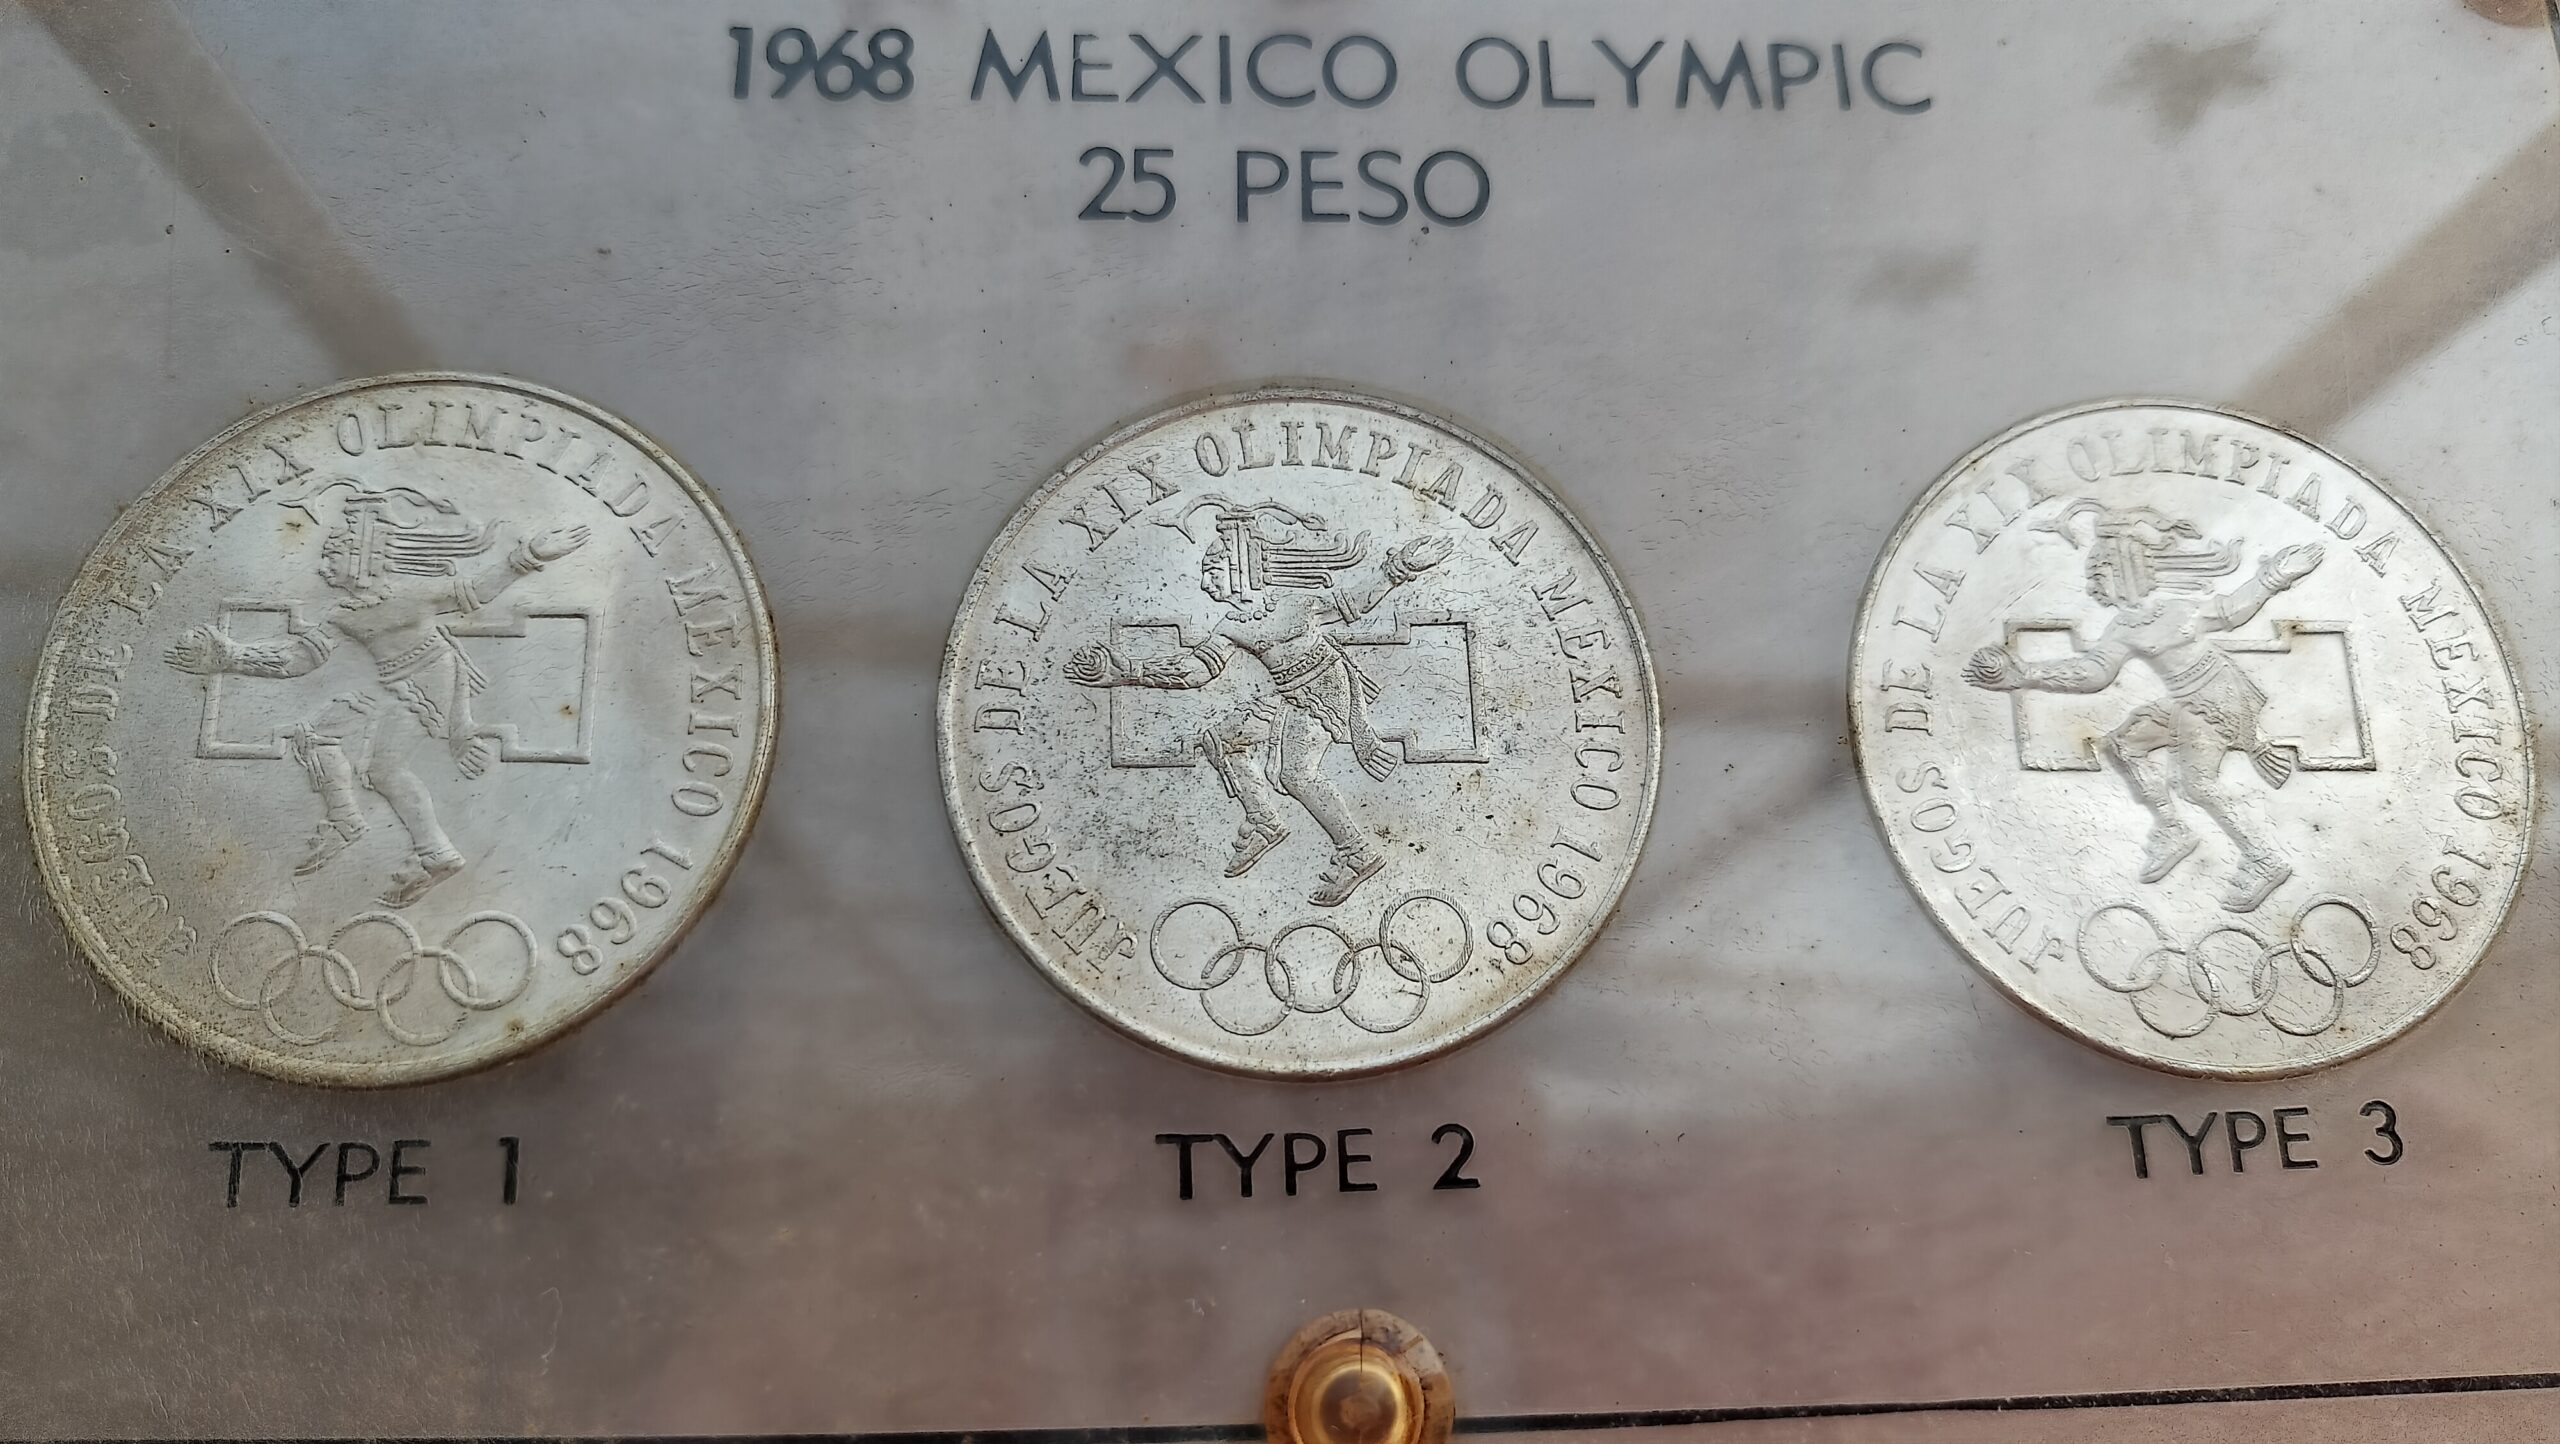 1968 MEXICO OLYMPIC
25 PESO
JUEGOS DE LA XIX OLIMPIADA MEXICO 1968
JUEGOS DE LA XIX OLIMPIADA MEXICO 1968
JUEGOS DE LA XIX OLIMPIADA MEXICO 1968
TYPE 1
TYPE 2
TYPE 3